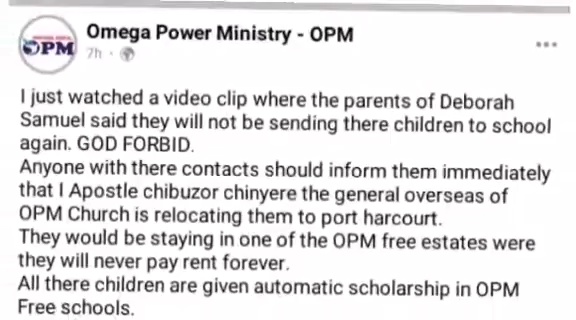 OPM
Omega Power Ministry - OPM
7h ·
I just watched a video clip where the parents of Deborah
Samuel said they will not be sending there children to school
again. GOD FORBID.
Anyone with there contacts should inform them immediately
that I Apostle chibuzor chinyere the general overseas of
OPM Church is relocating them to port harcourt.
They would be staying in one of the OPM free estates were
they will never pay rent forever.
All there children are given automatic scholarship in OPM
Free schools.